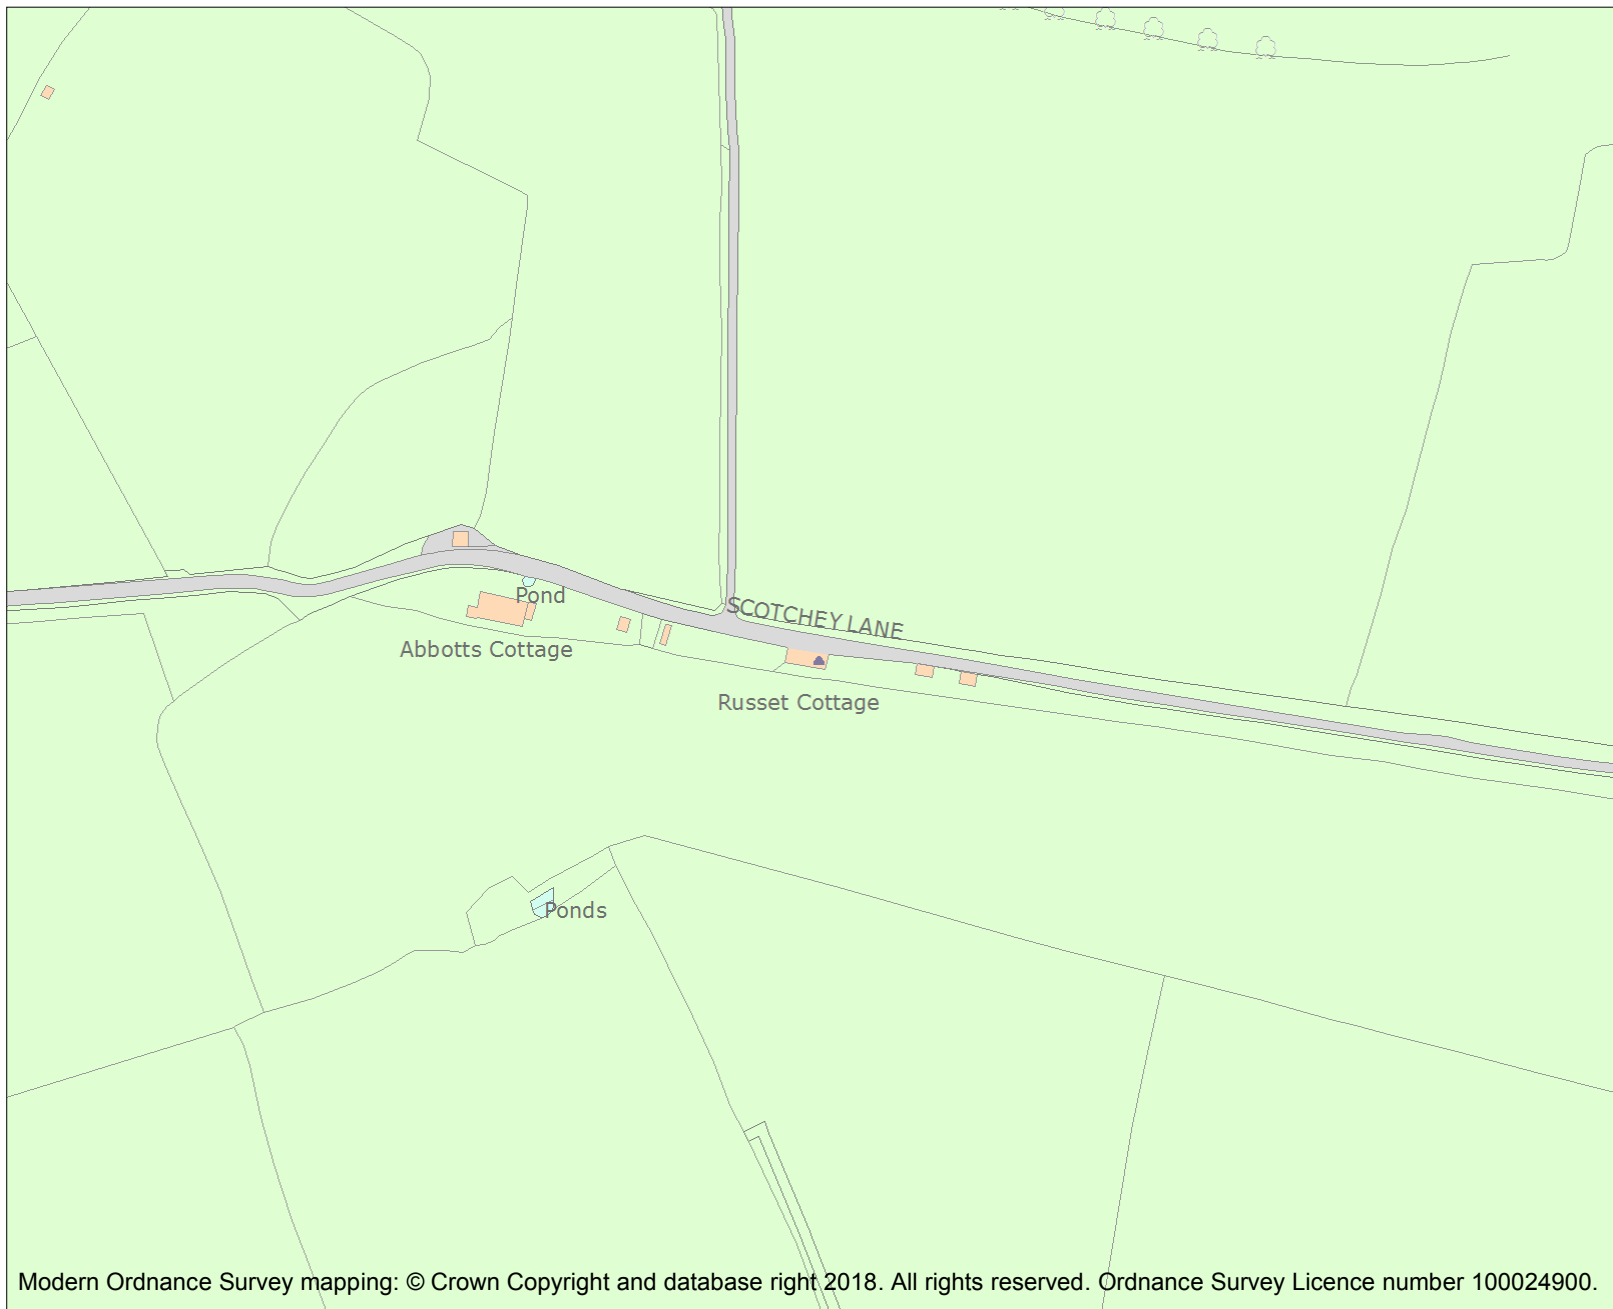 Pond
SCOTCHEY LANE
Abbotts Cottage
Russet Cottage
Ponds
Modern Ordnance Survey mapping: © Crown Copyright and database right 2018. All rights reserved. Ordnance Survey Licence number 100024900.